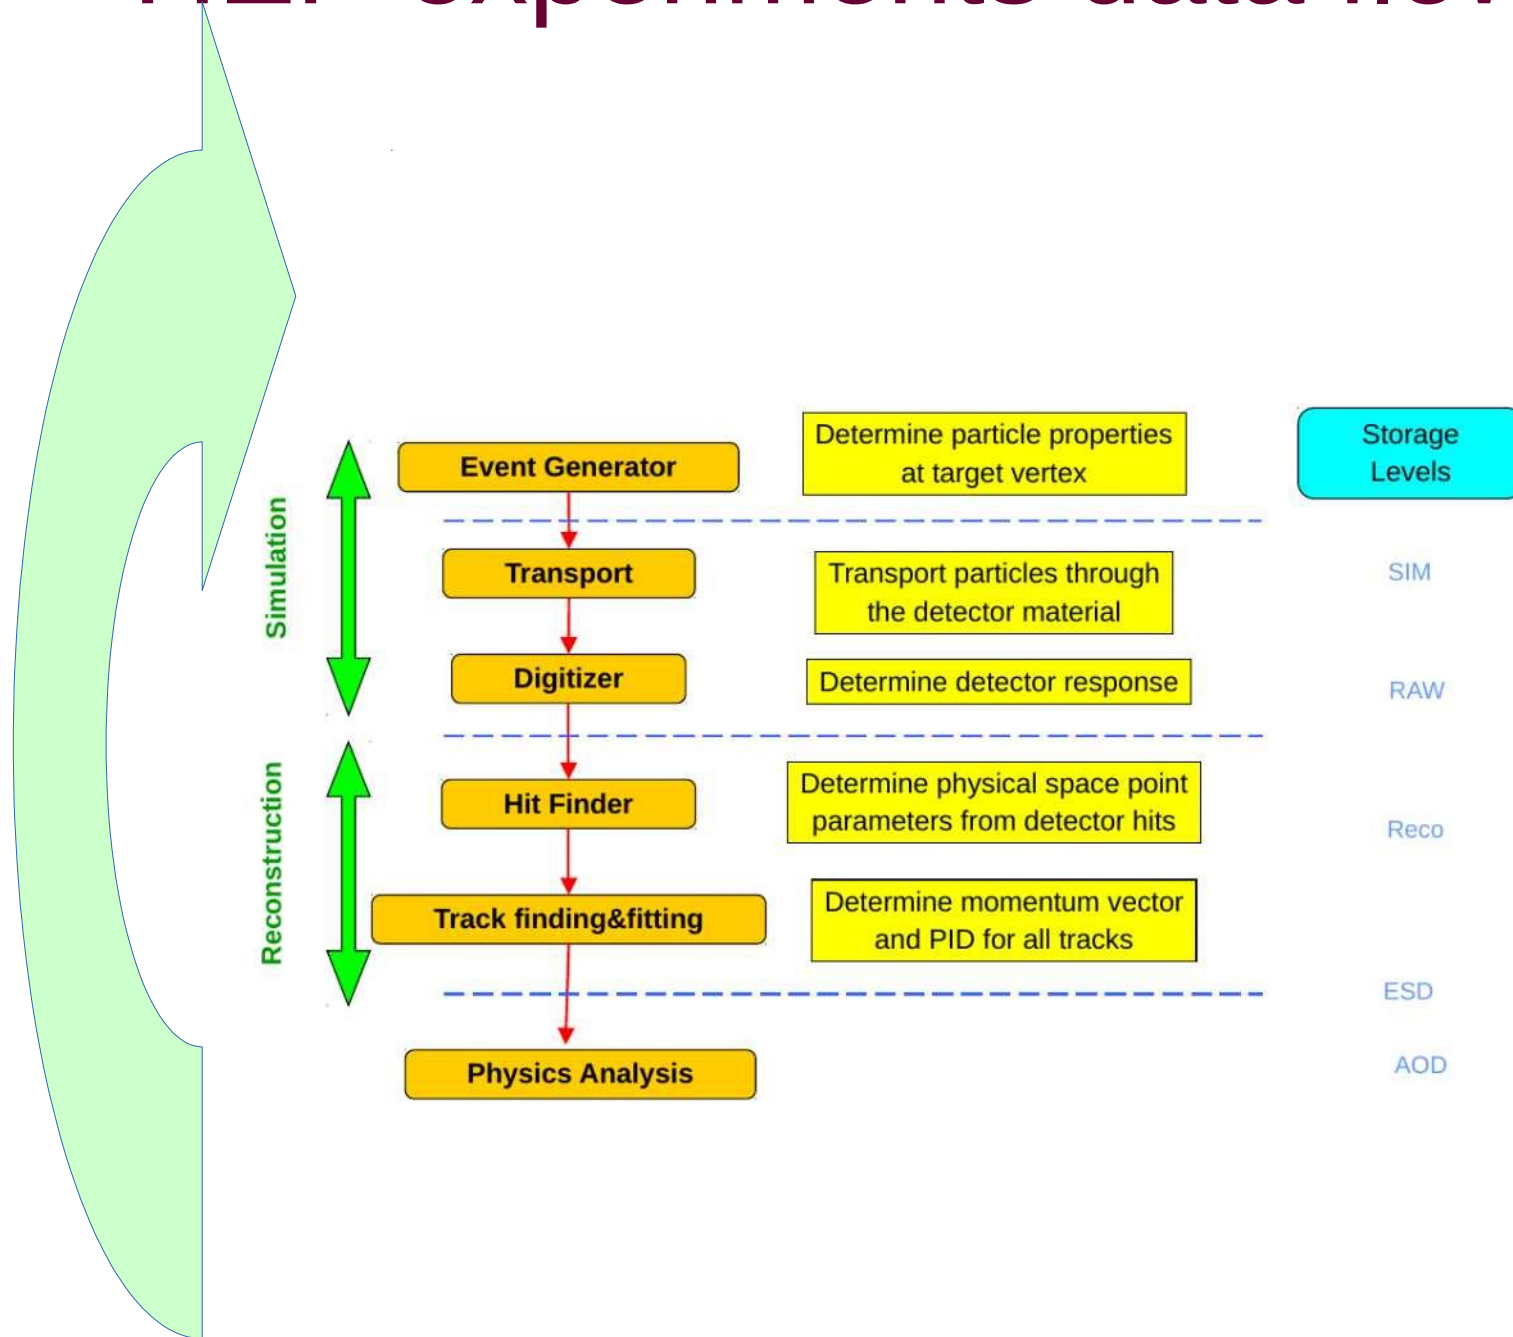 experiments data
Event Generator
Determine particle properties
at target vertex
Storage
Levels
Simulation
Transport
Transport particles through
the detector material
SIM
Digitizer
Determine detector response
RAW
Reconstruction
Hit Finder
Determine physical space point
parameters from detector hits
Reco
Track finding&fitting
Determine momentum vector
and PID for all tracks
ESD
Physics Analysis
AOD